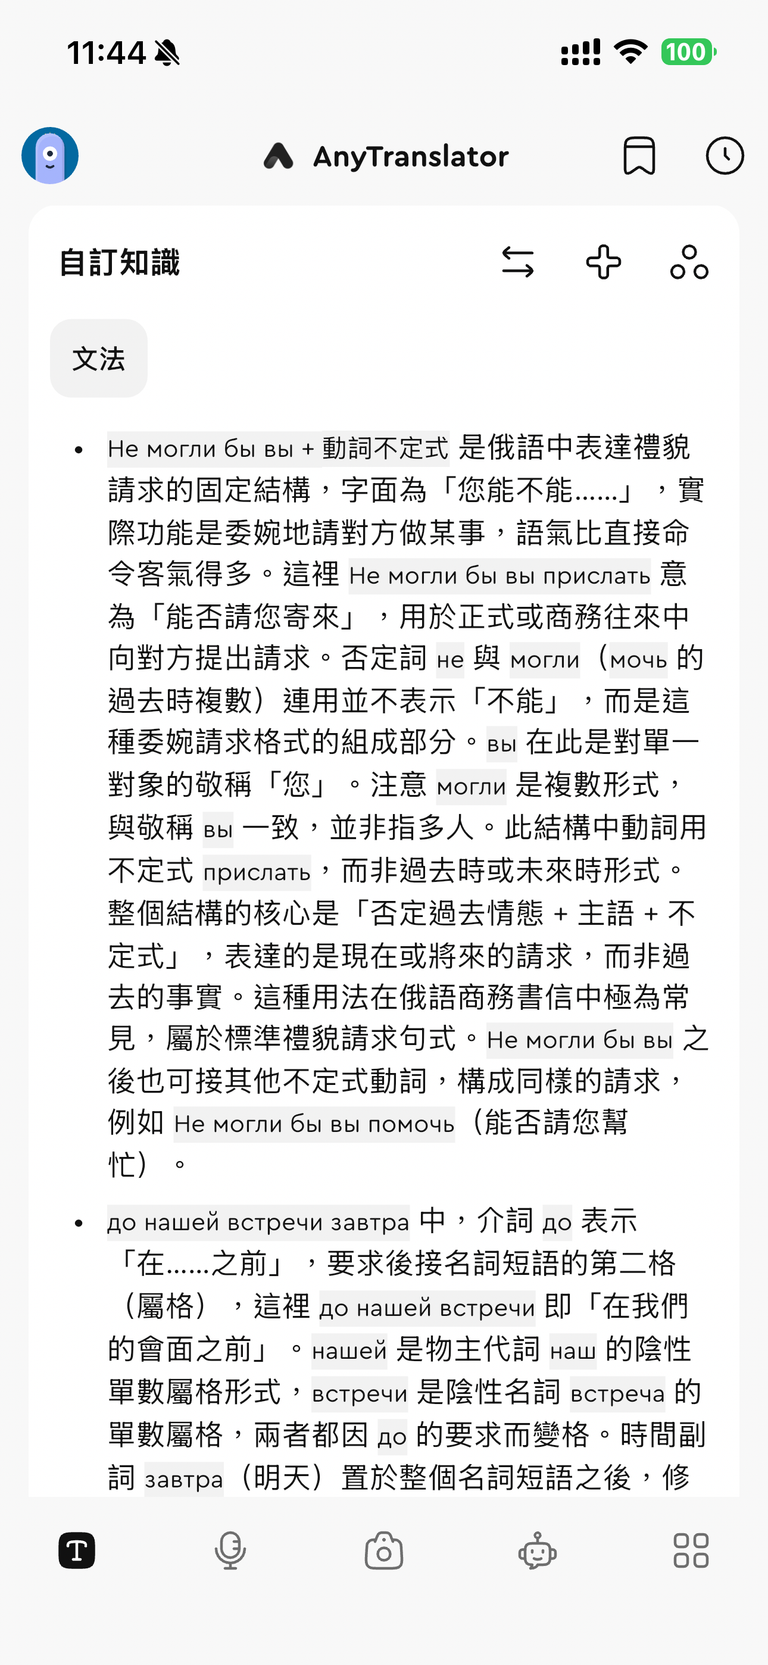 11:44
100
AnyTranslator
自訂知識
文法
• Не могли бы вы + 動詞不定式 是俄語中表達禮貌
請求的固定結構，字面為「您能不能……」，實
際功能是委婉地請對方做某事，語氣比直接命
令客氣得多。這裡 Не могли бы вы прислать 意
為「能否請您寄來」，用於正式或商務往來中
向對方提出請求。否定詞 не 與 могли（мочь 的
過去時複數）連用並不表示「不能」，而是這
種委婉請求格式的組成部分。вы 在此是對單一
對象的敬稱「您」。注意 могли 是複數形式，
與敬稱 вы 一致，並非指多人。此結構中動詞用
不定式 прислать，而非過去時或未來時形式。
整個結構的核心是「否定過去情態 + 主語 + 不
定式」，表達的是現在或將來的請求，而非過
去的事實。這種用法在俄語商務書信中極為常
見，屬於標準禮貌請求句式。Не могли бы вы 之
後也可接其他不定式動詞，構成同樣的請求，
例如 Не могли бы вы помочь（能否請您幫
忙）。
• до нашей встречи завтра 中，介詞 до 表示
「在……之前」，要求後接名詞短語的第二格
（屬格），這裡 до нашей встречи 即「在我們
的會面之前」。нашей 是物主代詞 наш 的陰性
單數屬格形式，встречи 是陰性名詞 встреча 的
單數屬格，兩者都因 до 的要求而變格。時間副
詞 завтра（明天）置於整個名詞短語之後，修